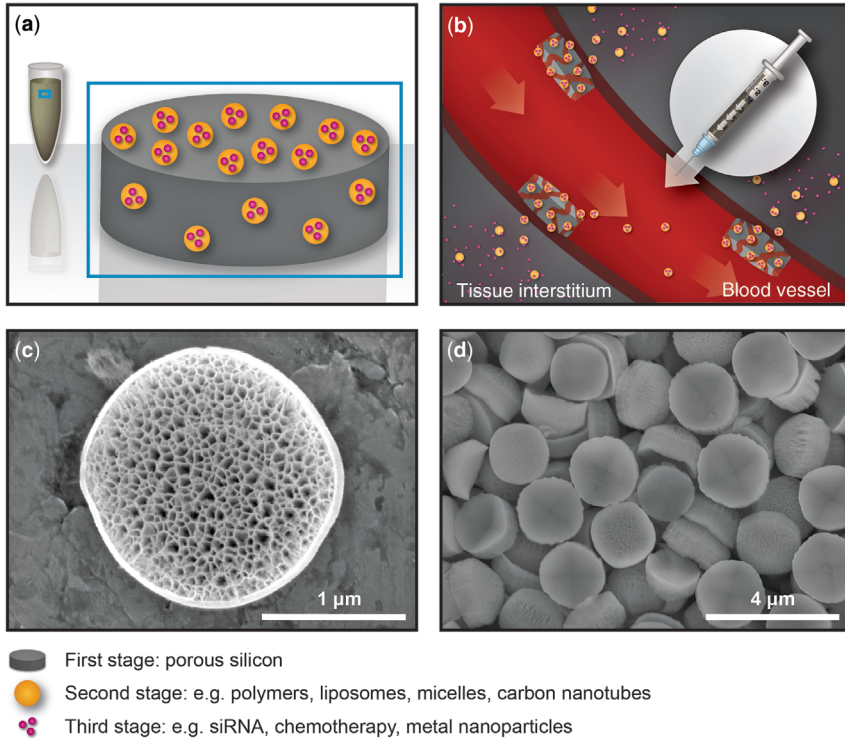 (a)
(b)
Tissue interstitium
Blood vessel
(c)
1 μm
(d)
4 μm
First stage: porous silicon
Second stage: e.g. polymers, liposomes, micelles, carbon nanotubes
Third stage: e.g. siRNA, chemotherapy, metal nanoparticles